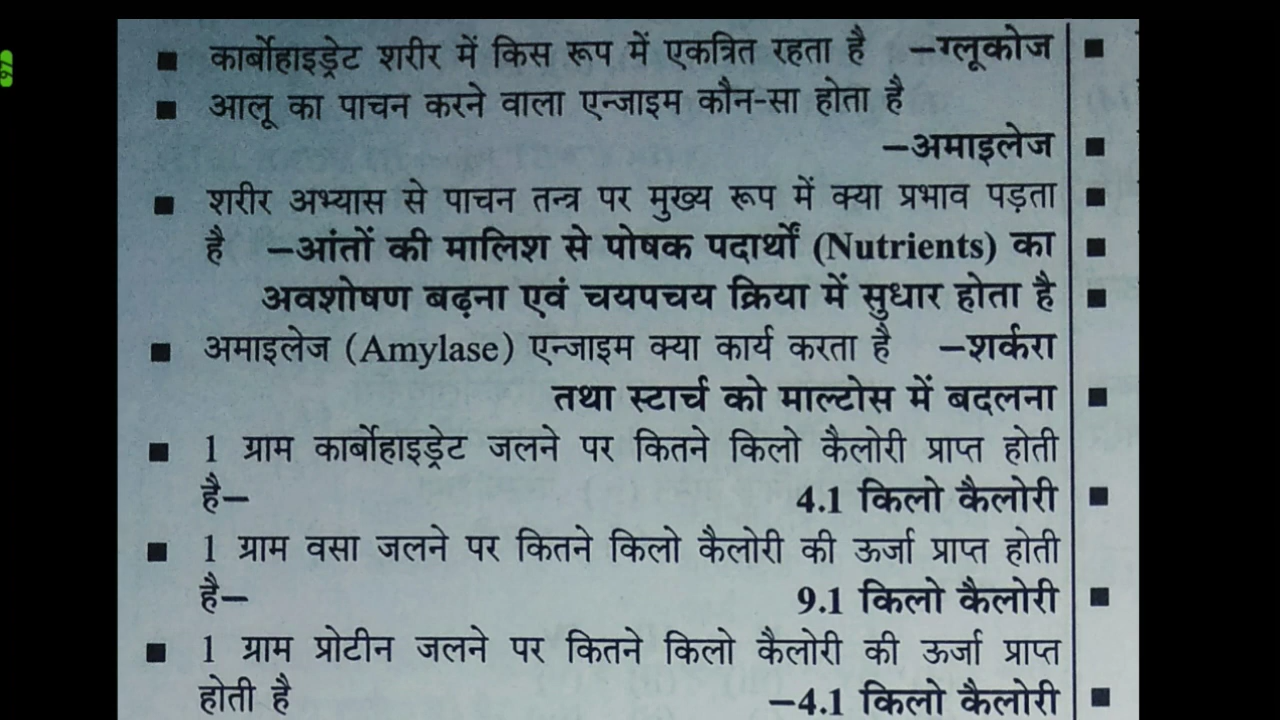 ■ कार्बोहाइड्रेट शरीर में किस रूप में एकत्रित रहता है –ग्लूकोज
■ आलू का पाचन करने वाला एन्जाइम कौन-सा होता है
–अमाइलेज
■ शरीर अभ्यास से पाचन तन्त्र पर मुख्य रूप में क्या प्रभाव पड़ता
है –आंतों की मालिश से पोषक पदार्थों (Nutrients) का
अवशोषण बढ़ना एवं चयपचय क्रिया में सुधार होता है
■ अमाइलेज (Amylase) एन्जाइम क्या कार्य करता है –शर्करा
तथा स्टार्च को माल्टोस में बदलना
■ 1 ग्राम कार्बोहाइड्रेट जलने पर कितने किलो कैलोरी प्राप्त होती
है– 4.1 किलो कैलोरी
■ 1 ग्राम वसा जलने पर कितने किलो कैलोरी की ऊर्जा प्राप्त होती
है– 9.1 किलो कैलोरी
■ 1 ग्राम प्रोटीन जलने पर कितने किलो कैलोरी की ऊर्जा प्राप्त
होती है –4.1 किलो कैलोरी